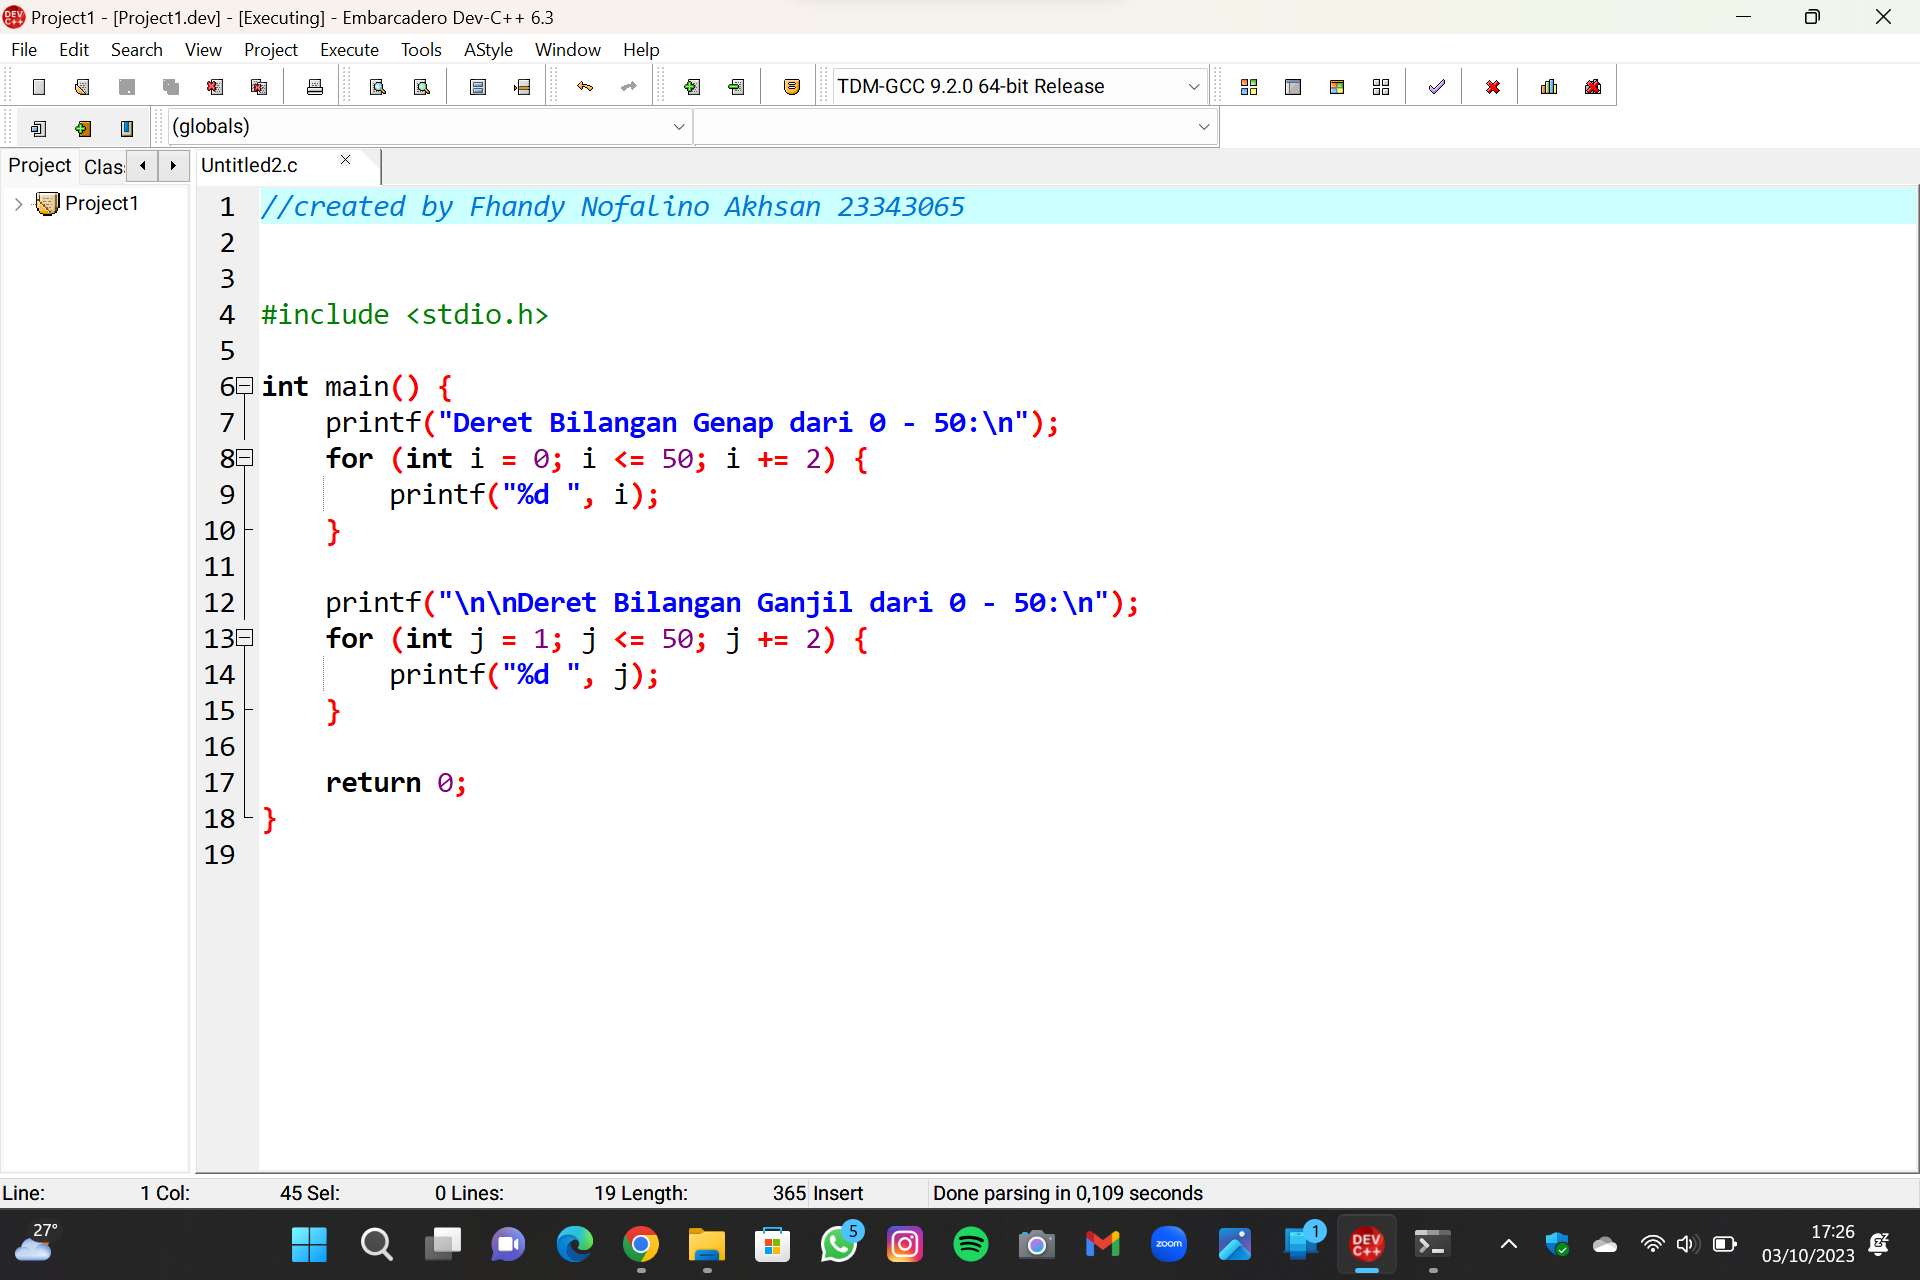 Project1 - [Project1.dev] - [Executing] - Embarcadero Dev-C++ 6.3
File Edit Search View Project Execute Tools AStyle Window Help
TDM-GCC 9.2.0 64-bit Release
(globals)
Project Clas Untitled2.c
Project1
1 //created by Fhandy Nofalino Akhsan 23343065
2
3
4 #include <stdio.h>
5
6 int main() {
7 printf("Deret Bilangan Genap dari 0 - 50:\n");
8 for (int i = 0; i <= 50; i += 2) {
9 printf("%d ", i);
10 }
11
12 printf("\n\nDeret Bilangan Ganjil dari 0 - 50:\n");
13 for (int j = 1; j <= 50; j += 2) {
14 printf("%d ", j);
15 }
16
17 return 0;
18 }
19
Line: 1 Col: 45 Sel: 0 Lines: 19 Length: 365 Insert Done parsing in 0,109 seconds
27°
5
zoom
1
DEV C++
17:26
03/10/2023